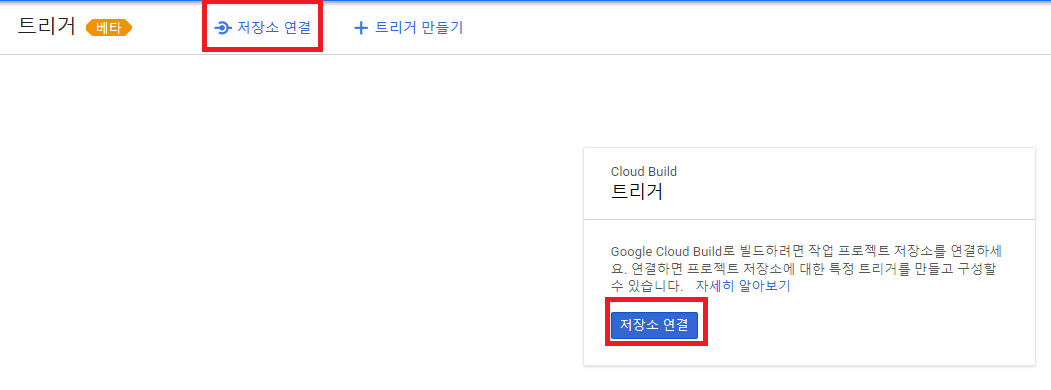 트리거 베타 저장소 연결 트리거 만들기
Cloud Build
트리거
Google Cloud Build로 빌드하려면 작업 프로젝트 저장소를 연결하세
요. 연결하면 프로젝트 저장소에 대한 특정 트리거를 만들고 구성할
수 있습니다. 자세히 알아보기
저장소 연결